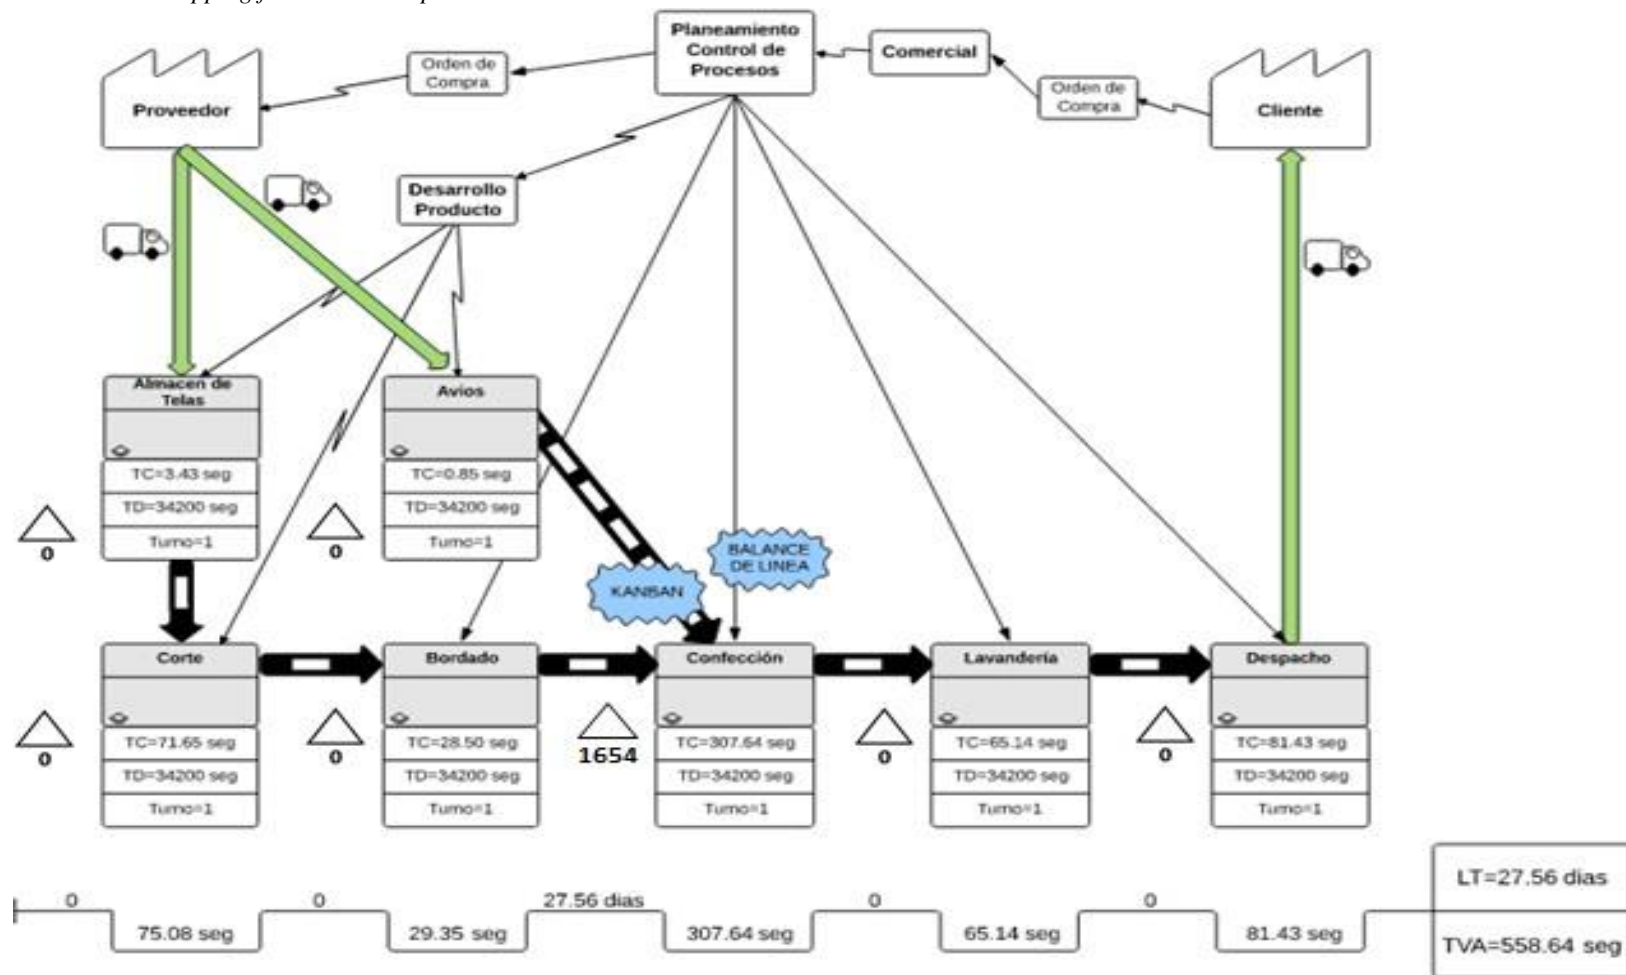 Planeamiento
Control de
Procesos
Comercial
Orden de
Compra
Orden de
Compra
Proveedor
Cliente
Desarrollo
Producto
Almacen de
Telas
TC=3.43 seg
TD=34200 seg
Turno=1
0
Avios
TC=0.85 seg
TD=34200 seg
Turno=1
0
BALANCE
DE LINEA
KANBAN
Corte
TC=71.65 seg
TD=34200 seg
Turno=1
0
Bordado
TC=28.50 seg
TD=34200 seg
Turno=1
0
Confección
TC=307.64 seg
TD=34200 seg
Turno=1
1654
Lavandería
TC=65.14 seg
TD=34200 seg
Turno=1
0
Despacho
TC=81.43 seg
TD=34200 seg
Turno=1
0
0
0
27.56 dias
0
0
75.08 seg
29.35 seg
307.64 seg
65.14 seg
81.43 seg
LT=27.56 dias
TVA=558.64 seg